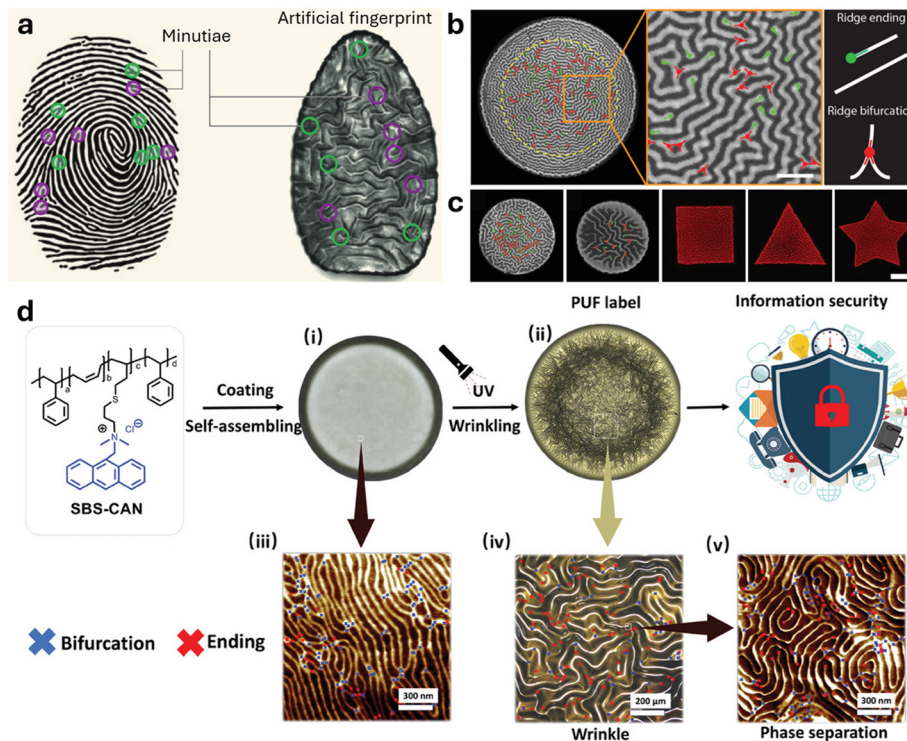 a
Artificial fingerprint
Minutiae
b
Ridge ending
Ridge bifurcation
c
d
PUF label
Information security
(i)
(ii)
Coating
Self-assembling
UV
Wrinkling
a
b
c
d
S
⊕
N
Cl⊖
SBS-CAN
(iii)
(iv)
(v)
Bifurcation
Ending
300 nm
200 µm
300 nm
Wrinkle
Phase separation